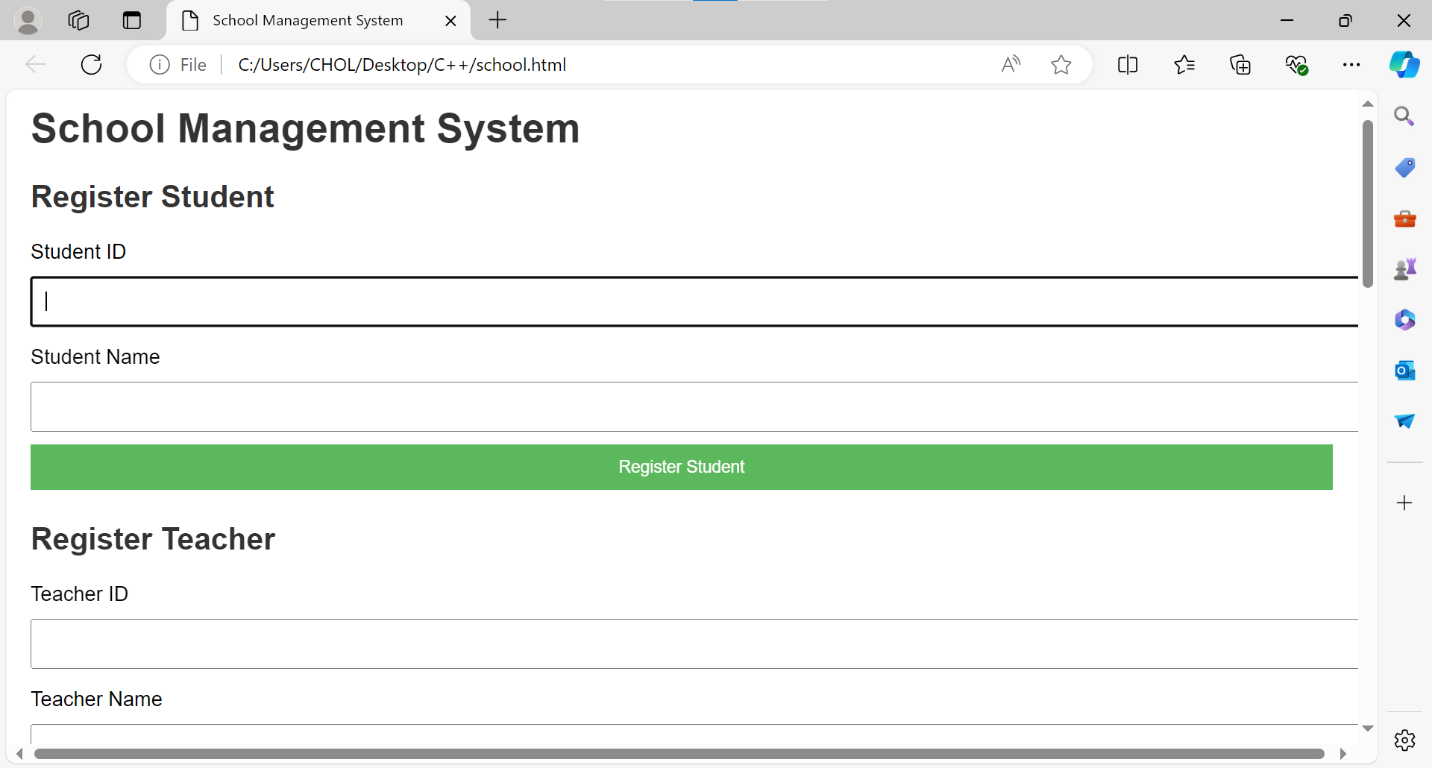 School Management System
File C:/Users/CHOL/Desktop/C++/school.html
School Management System
Register Student
Student ID
Student Name
Register Student
Register Teacher
Teacher ID
Teacher Name